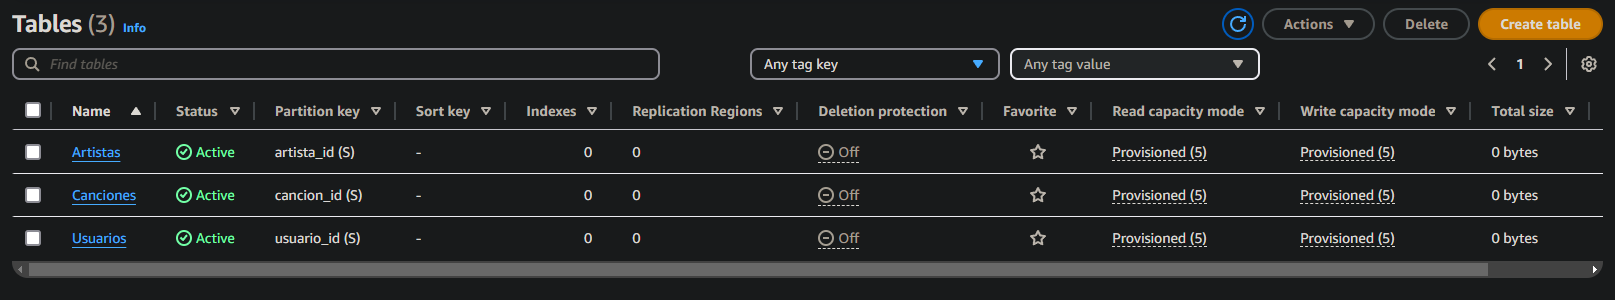 Tables (3) Info Actions Delete Create table
Find tables Any tag key Any tag value 1
Name Status Partition key Sort key Indexes Replication Regions Deletion protection Favorite Read capacity mode Write capacity mode Total size
Artistas Active artista_id (S) - 0 0 Off Provisioned (5) Provisioned (5) 0 bytes
Canciones Active cancion_id (S) - 0 0 Off Provisioned (5) Provisioned (5) 0 bytes
Usuarios Active usuario_id (S) - 0 0 Off Provisioned (5) Provisioned (5) 0 bytes